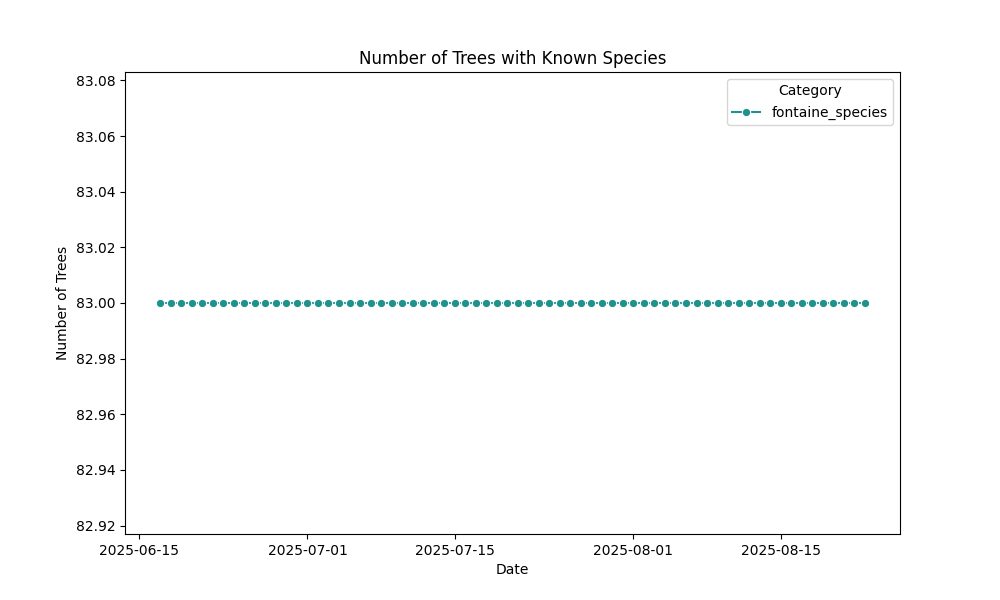 Number of Trees with Known Species
Category
fontaine_species
83.08
83.06
83.04
83.02
83.00
82.98
82.96
82.94
82.92
Number of Trees
2025-06-15
2025-07-01
2025-07-15
2025-08-01
2025-08-15
Date